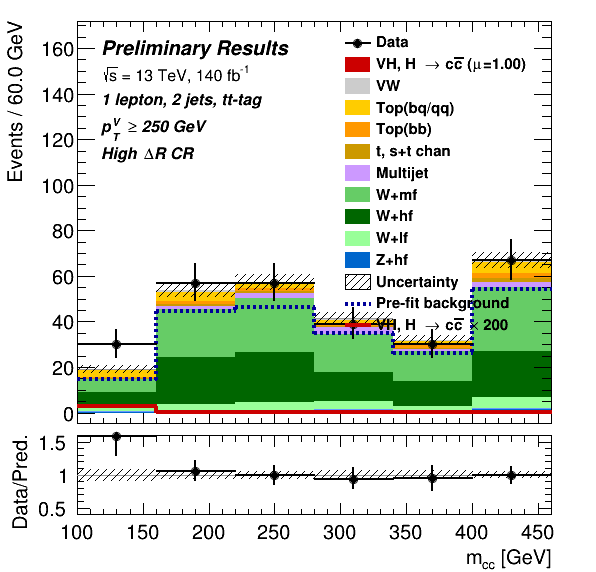 Events / 60.0 GeV
160
140
120
100
80
60
40
20
0
Preliminary Results
√s = 13 TeV, 140 fb⁻¹
1 lepton, 2 jets, tt-tag
p_T^V ≥ 250 GeV
High ΔR CR
Data
VH, H → cc̅ (μ=1.00)
VW
Top(bq/qq)
Top(bb)
t, s+t chan
Multijet
W+mf
W+hf
W+lf
Z+hf
Uncertainty
Pre-fit background
VH, H → cc̅ × 200
Data/Pred.
1.5
1
0.5
100 150 200 250 300 350 400 450
m_cc [GeV]